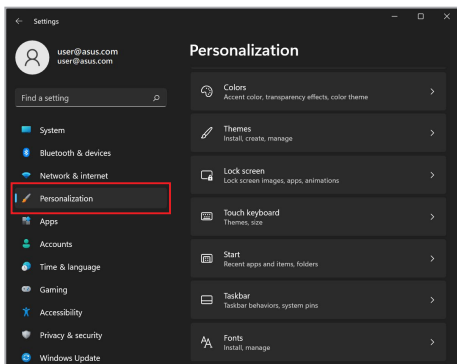 Settings
user@asus.com
user@asus.com
Find a setting
System
Bluetooth & devices
Network & internet
Personalization
Apps
Accounts
Time & language
Gaming
Accessibility
Privacy & security
Windows Update
Personalization
Colors
Accent color, transparency effects, color theme
Themes
Install, create, manage
Lock screen
Lock screen images, apps, animations
Touch keyboard
Themes, size
Start
Recent apps and items, folders
Taskbar
Taskbar behaviors, system pins
Fonts
Install, manage